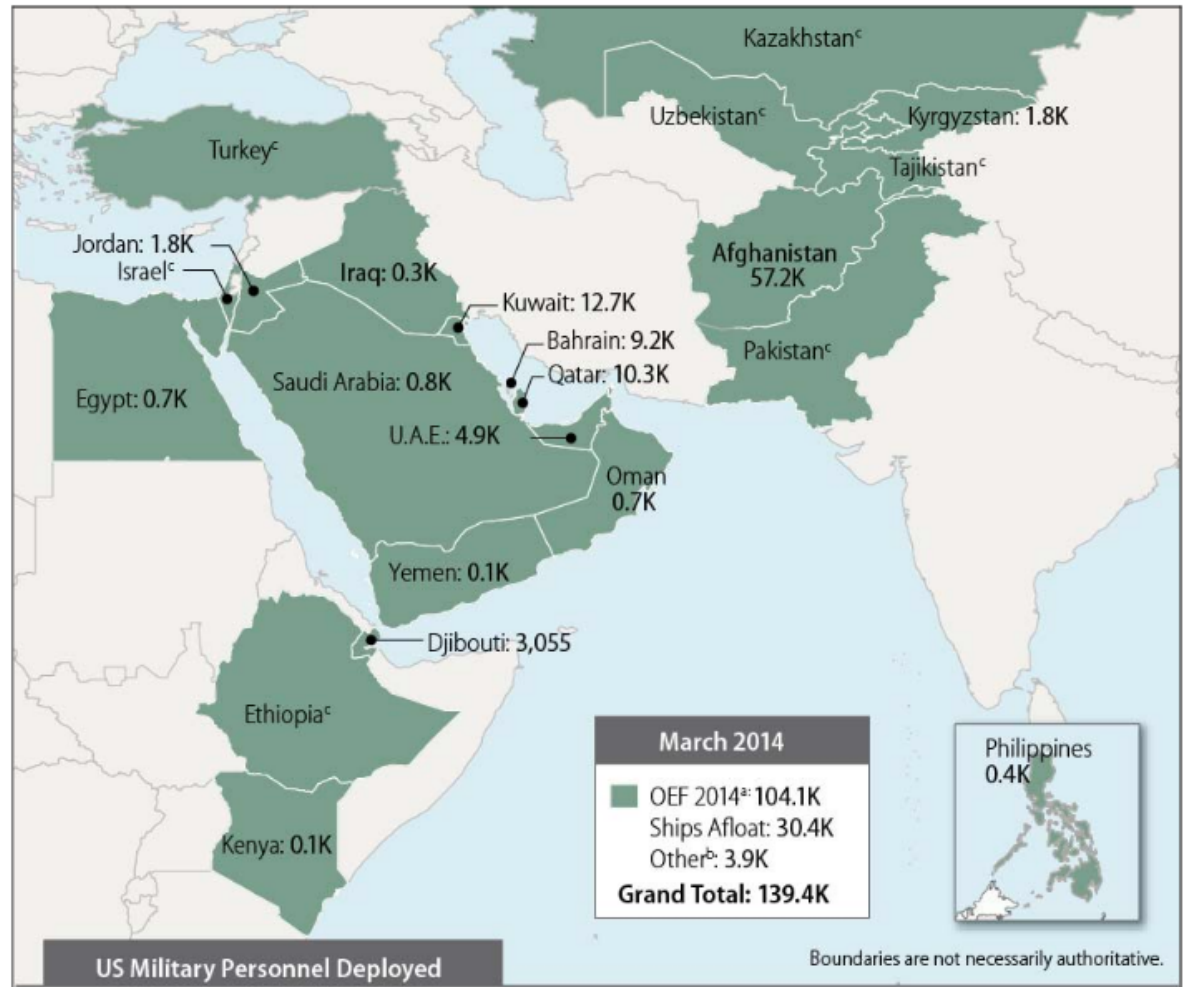 Kazakhstanᶜ
Uzbekistanᶜ
Kyrgyzstan: 1.8K
Turkeyᶜ
Tajikistanᶜ
Jordan: 1.8K
Israelᶜ
Iraq: 0.3K
Afghanistan
57.2K
Kuwait: 12.7K
Bahrain: 9.2K
Pakistanᶜ
Qatar: 10.3K
Saudi Arabia: 0.8K
Egypt: 0.7K
U.A.E.: 4.9K
Oman
0.7K
Yemen: 0.1K
Djibouti: 3,055
Ethiopiaᶜ
Kenya: 0.1K
March 2014
OEF 2014ᵃ: 104.1K
Ships Afloat: 30.4K
Otherᵇ: 3.9K
Grand Total: 139.4K
Philippines
0.4K
US Military Personnel Deployed
Boundaries are not necessarily authoritative.